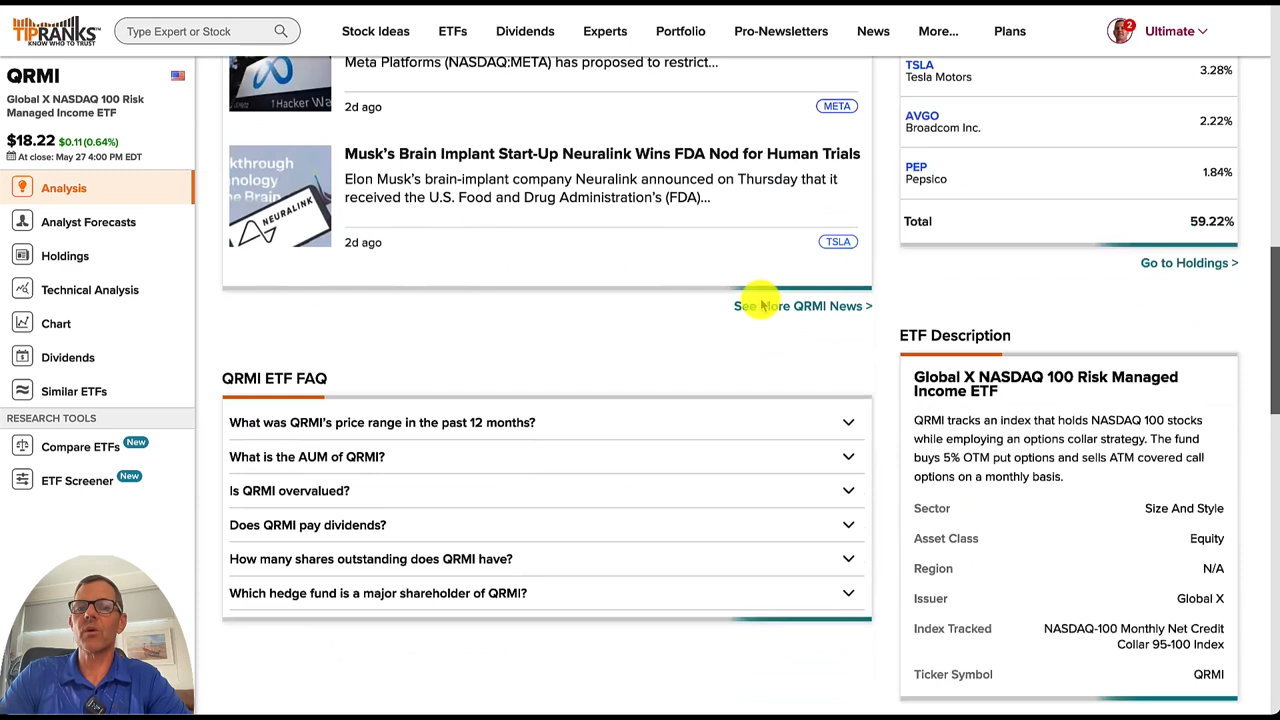 TIPRANKS
KNOW WHO TO TRUST
Type Expert or Stock
Stock Ideas
ETFs
Dividends
Experts
Portfolio
Pro-Newsletters
News
More...
Plans
2
Ultimate
QRMI
Global X NASDAQ 100 Risk
Managed Income ETF
$18.22 $0.11 (0.64%)
At close: May 27 4:00 PM EDT
Analysis
Analyst Forecasts
Holdings
Technical Analysis
Chart
Dividends
Similar ETFs
RESEARCH TOOLS
Compare ETFs New
ETF Screener New
Meta Platforms (NASDAQ:META) has proposed to restrict...
1 Hacker Wa
2d ago
META
kthrough
nology
e Brain
NEURALINK
Musk's Brain Implant Start-Up Neuralink Wins FDA Nod for Human Trials
Elon Musk's brain-implant company Neuralink announced on Thursday that it
received the U.S. Food and Drug Administration's (FDA)...
2d ago
TSLA
See More QRMI News >
QRMI ETF FAQ
What was QRMI's price range in the past 12 months?
What is the AUM of QRMI?
Is QRMI overvalued?
Does QRMI pay dividends?
How many shares outstanding does QRMI have?
Which hedge fund is a major shareholder of QRMI?
TSLA
Tesla Motors
3.28%
AVGO
Broadcom Inc.
2.22%
PEP
Pepsico
1.84%
Total
59.22%
Go to Holdings >
ETF Description
Global X NASDAQ 100 Risk Managed
Income ETF
QRMI tracks an index that holds NASDAQ 100 stocks
while employing an options collar strategy. The fund
buys 5% OTM put options and sells ATM covered call
options on a monthly basis.
Sector
Size And Style
Asset Class
Equity
Region
N/A
Issuer
Global X
Index Tracked
NASDAQ-100 Monthly Net Credit
Collar 95-100 Index
Ticker Symbol
QRMI